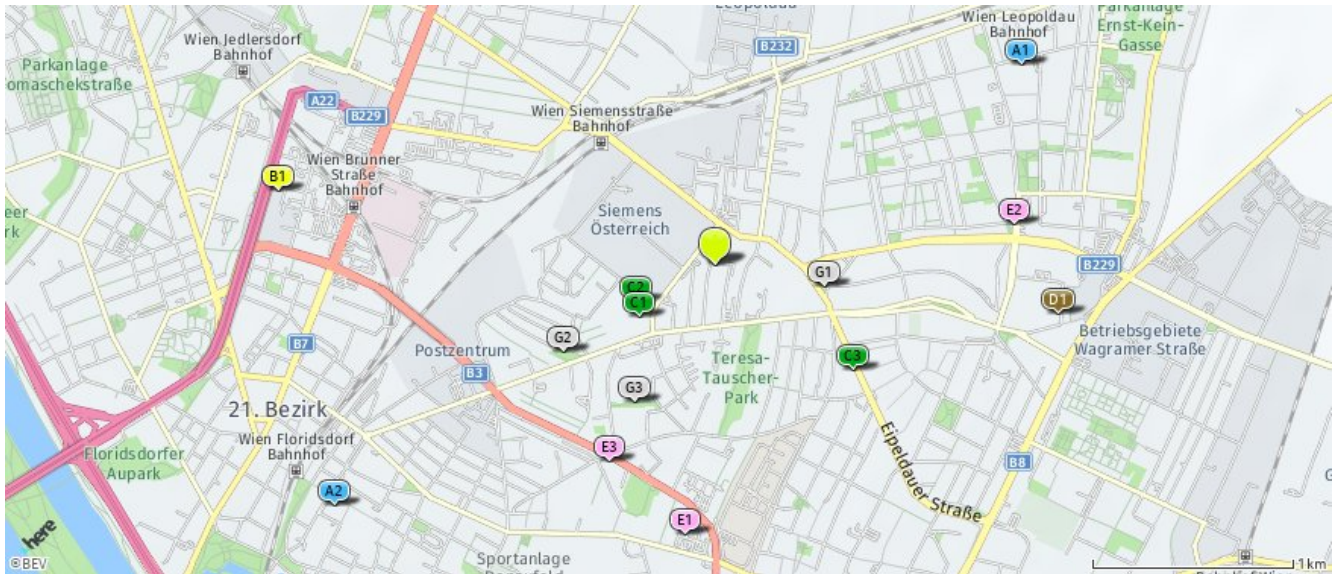 Leopoldau
Wien Leopoldau
Bahnhof
A1
Parkanlage
Ernst-Kein-
Gasse
Wien Jedlersdorf
Bahnhof
B232
Parkanlage
A22
B229
Wien Siemensstraße
Bahnhof
Wien Brünner
Straße
Bahnhof
B1
Siemens
Österreich
E2
B229
G1
C2
C1
D1
G2
Betriebsgebiete
Wagramer Straße
B7
Postzentrum
B3
C3
Teresa-
Tauscher-
Park
G3
21. Bezirk
Wien Floridsdorf
Bahnhof
Floridsdorfer
Aupark
E3
Eipeldauer Straße
B8
A2
E1
here
©BEV
Sportanlage
1km